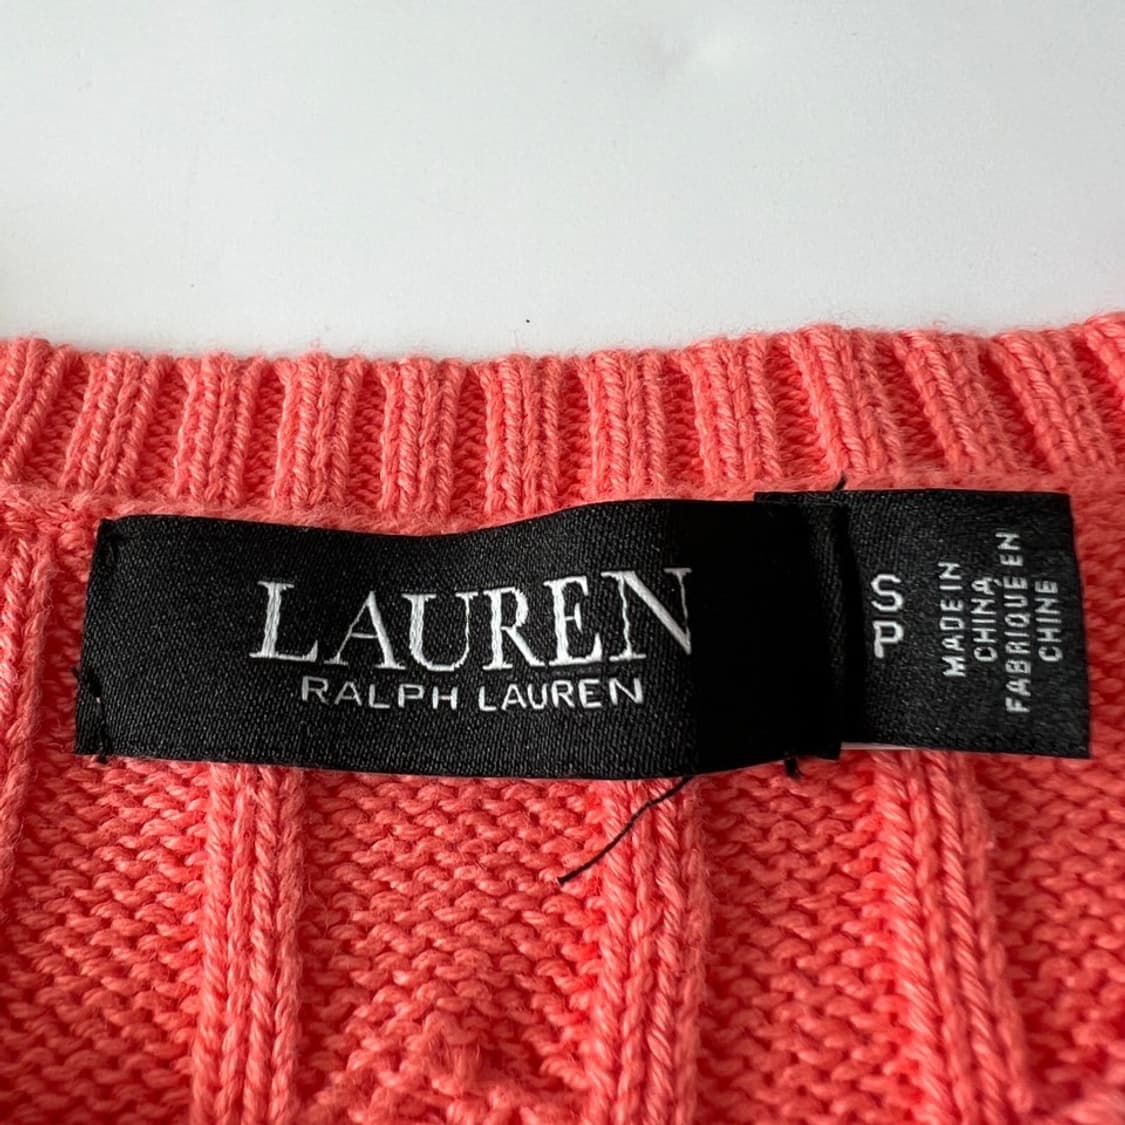 LAUREN
RALPH LAUREN
S
P
MADE IN
CHINA
FABRIQUÉ EN
CHINE